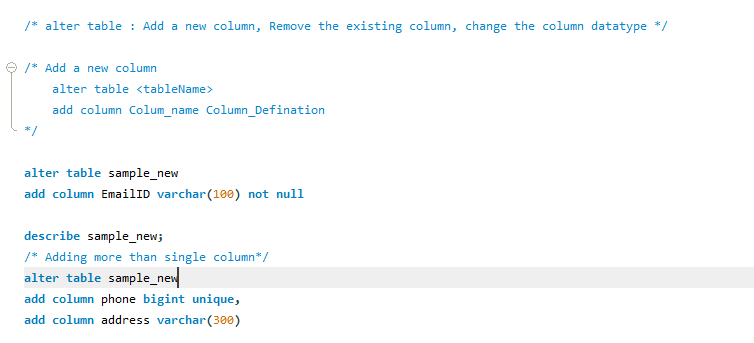 /* alter table : Add a new column, Remove the existing column, change the column datatype */
/* Add a new column
alter table <tableName>
add column Colum_name Column_Defination
*/
alter table sample_new
add column EmailID varchar(100) not null
describe sample_new;
/* Adding more than single column*/
alter table sample_new
add column phone bigint unique,
add column address varchar(300)